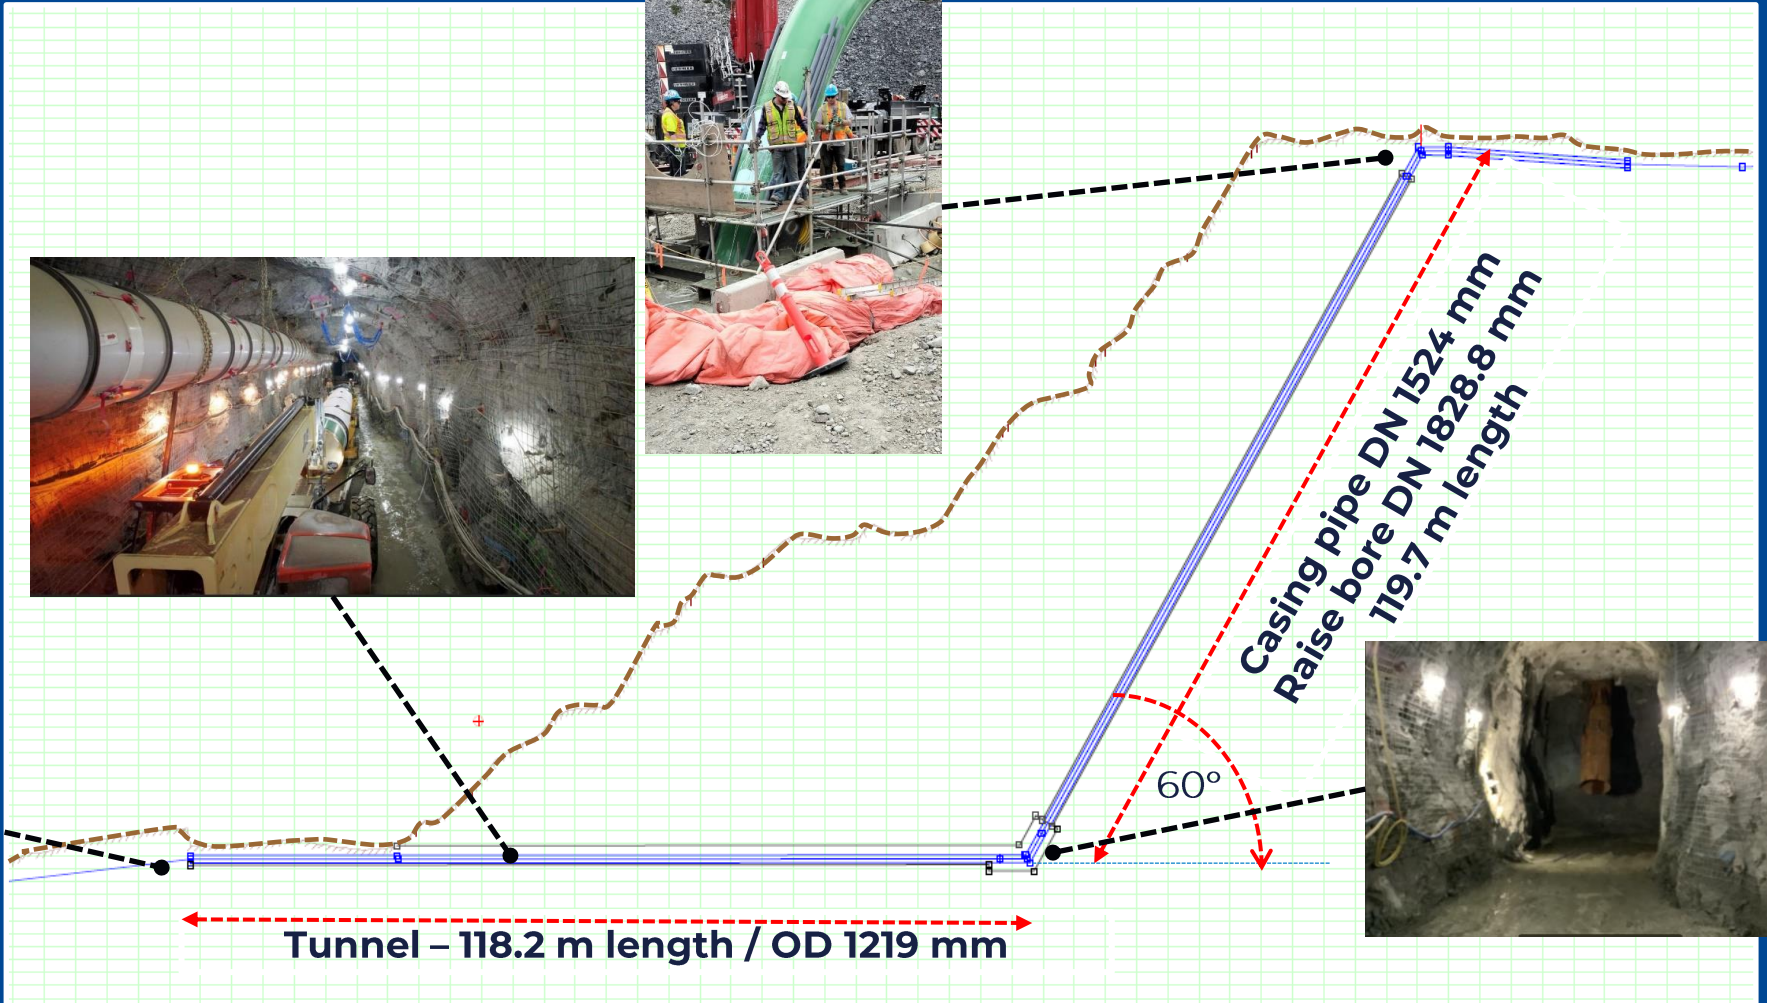 Casing pipe DN 1524 mm
Raise bore DN 1828.8 mm
119.7 m length
60°
Tunnel – 118.2 m length / OD 1219 mm